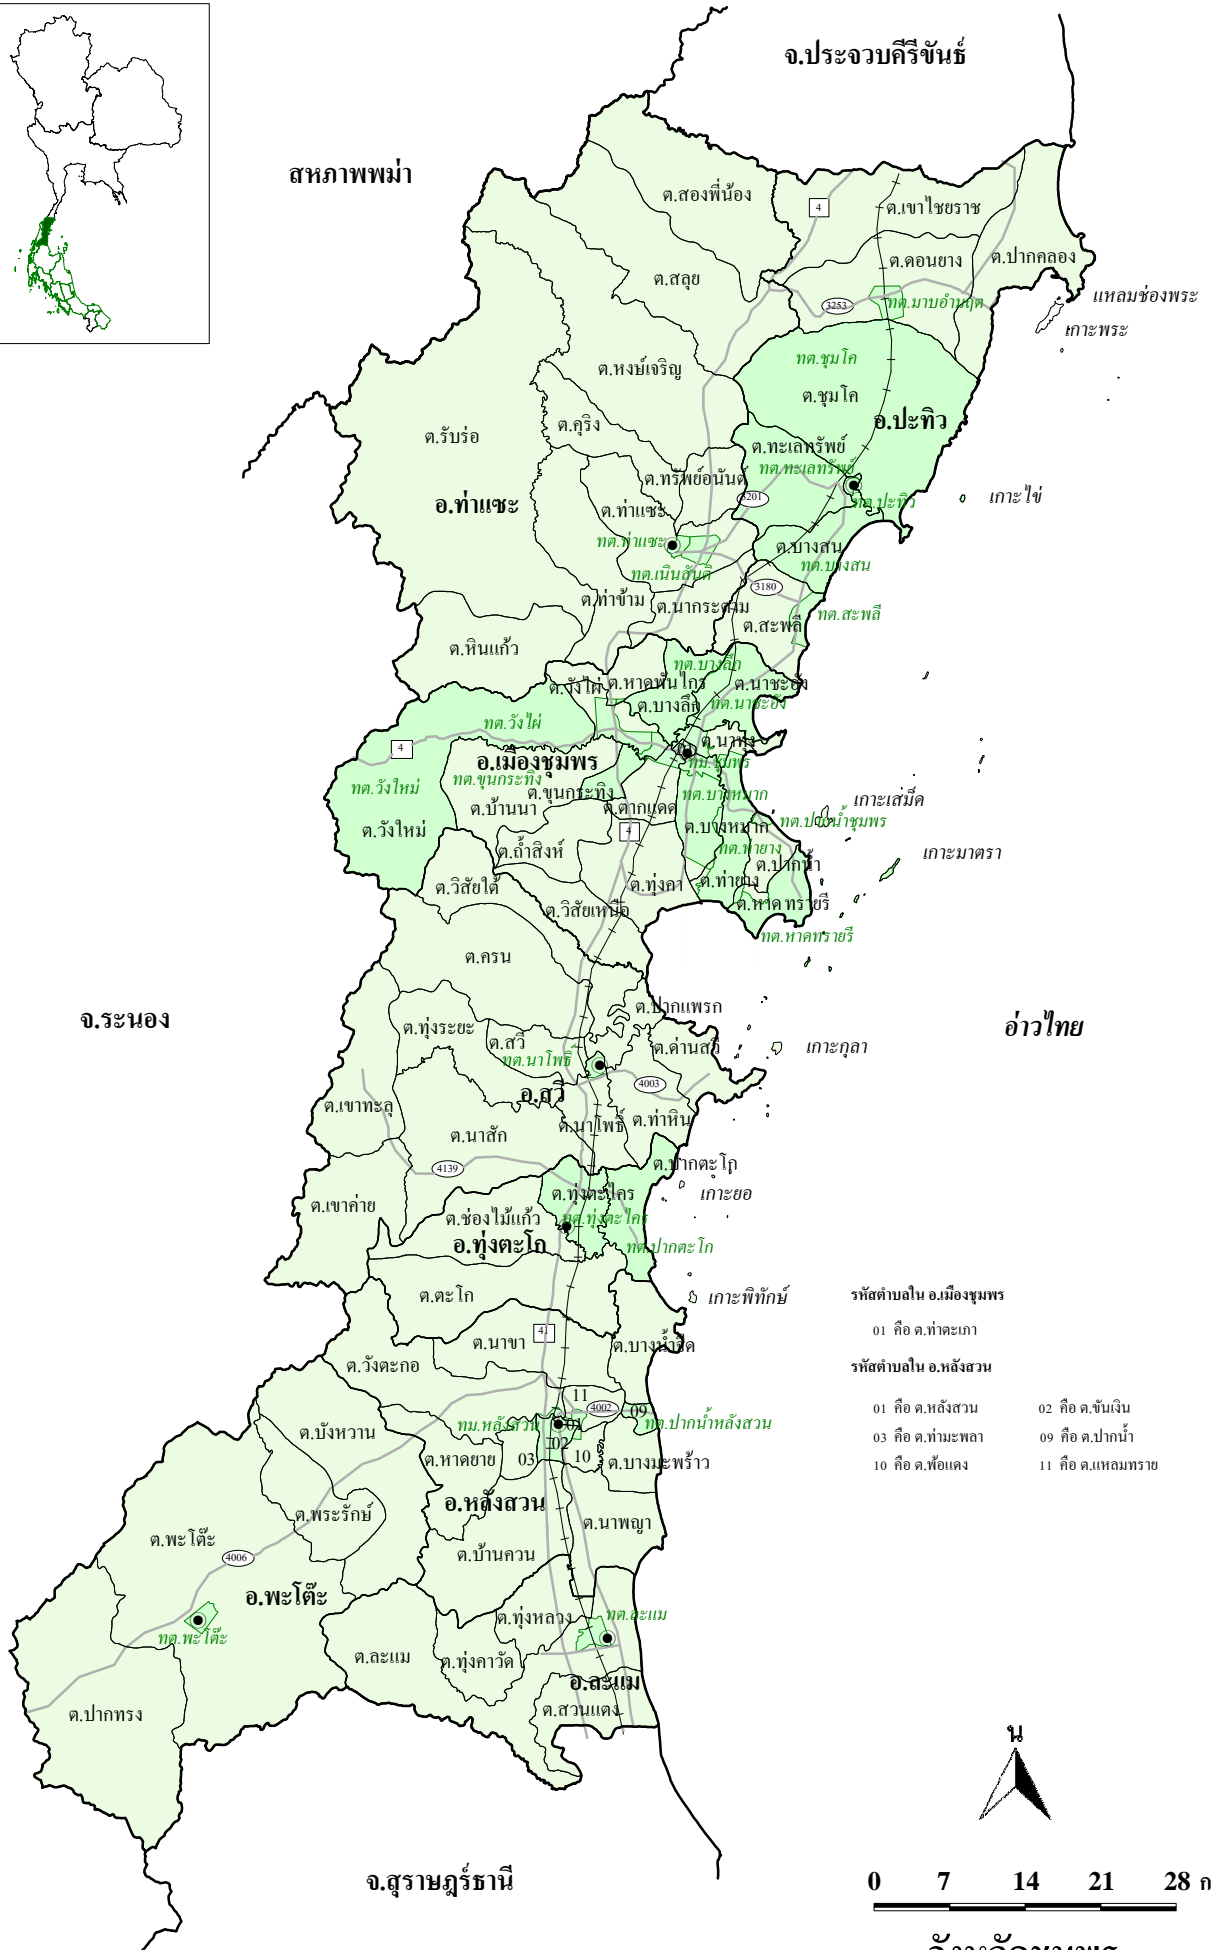 จ.ประจวบคีรีขันธ์
สหภาพพม่า
ต.สองพี่น้อง
4
ต.เขาไชยราช
ต.ดอนยาง
ต.ปากคลอง
ต.สลุย
แหลมช่องพระ
3253
ทต.มาบอำมฤต
เกาะพระ
ทต.ชุมโค
ต.หงษ์เจริญ
ต.ชุมโค
อ.ปะทิว
ต.คุริง
ต.รับร่อ
ต.ทะเลทรัพย์
ทต.ทะเลทรัพย์
ต.ทรัพย์อนันต์
3201
อ.ท่าแซะ
ต.ท่าแซะ
ทต.ปะทิว
เกาะไข่
ทต.ท่าแซะ
ต.บางสน
ทต.บางสน
ทต.เนินสันติ
3180
ต.ท่าข้าม
ต.นากระตาม
ต.สะพลี
ทต.สะพลี
ต.หินแก้ว
ทต.บางลึก
ต.วังไผ่
ต.หาดพันไกร
ต.นาชะอัง
ต.บางลึก
ทต.นาชะอัง
ทต.วังไผ่
4
ต.นาทุ่ง
01
อ.เมืองชุมพร
ทม.ชุมพร
ทต.วังใหม่
ทต.ขุนกระทิง
ต.ขุนกระทิง
ทต.บางหมาก
เกาะเสม็ด
ต.บ้านนา
ต.ตากแดด
ทต.ปากน้ำชุมพร
ต.วังใหม่
4
ต.บางหมาก
ต.ถ้ำสิงห์
ทต.ท่ายาง
เกาะมาตรา
ต.ปากน้ำ
ต.วิสัยใต้
ต.ทุ่งคา
ต.ท่ายาง
ต.หาดทรายรี
ต.วิสัยเหนือ
ทต.หาดทรายรี
ต.ครน
จ.ระนอง
ต.ปากแพรก
อ่าวไทย
ต.ทุ่งระยะ
ต.สวี
ต.ด่านสวี
เกาะกุลา
ทต.นาโพธิ์
4003
อ.สวี
ต.เขาทะลุ
ต.นาสัก
ต.นาโพธิ์
ต.ท่าหิน
4139
ต.ปากตะโก
ต.เขาค่าย
ต.ทุ่งตะไคร
เกาะยอ
ต.ช่องไม้แก้ว
ทต.ทุ่งตะไคร
อ.ทุ่งตะโก
ทต.ปากตะโก
ต.ตะโก
เกาะพิทักษ์
รหัสตำบลใน อ.เมืองชุมพร
01 คือ ต.ท่าตะเภา
41
ต.นาขา
ต.บางน้ำจืด
ต.วังตะกอ
รหัสตำบลใน อ.หลังสวน
11
4002
09
01 คือ ต.หลังสวน
02 คือ ต.ขันเงิน
ทม.หลังสวน
01
ทต.ปากน้ำหลังสวน
ต.บังหวาน
02
03 คือ ต.ท่ามะพลา
09 คือ ต.ปากน้ำ
ต.หาดยาย
03
10
ต.บางมะพร้าว
10 คือ ต.พ้อแดง
11 คือ ต.แหลมทราย
อ.หลังสวน
ต.พระรักษ์
ต.นาพญา
ต.พะโต๊ะ
4006
ต.บ้านควน
อ.พะโต๊ะ
ต.ทุ่งหลวง
ทต.ละแม
ทต.พะโต๊ะ
ต.ละแม
ต.ทุ่งคาวัด
อ.ละแม
ต.ปากทรง
ต.สวนแตง
น
จ.สุราษฎร์ธานี
0 7 14 21 28 ก
จังหวัดชุมพร